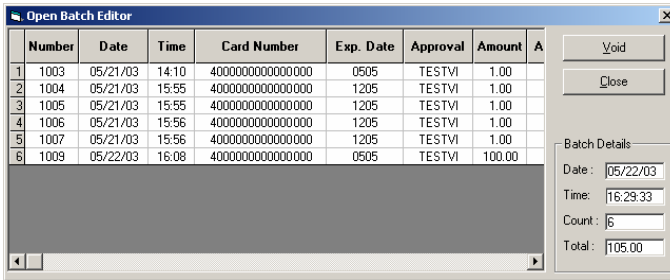 Open Batch Editor
Number Date Time Card Number Exp. Date Approval Amount A
1 1003 05/21/03 14:10 4000000000000000 0505 TESTVI 1.00
2 1004 05/21/03 15:55 4000000000000000 1205 TESTVI 1.00
3 1005 05/21/03 15:55 4000000000000000 1205 TESTVI 1.00
4 1006 05/21/03 15:56 4000000000000000 1205 TESTVI 1.00
5 1007 05/21/03 15:56 4000000000000000 1205 TESTVI 1.00
6 1009 05/22/03 16:08 4000000000000000 0505 TESTVI 100.00
Void
Close
Batch Details
Date : 05/22/03
Time: 16:29:33
Count : 6
Total : 105.00